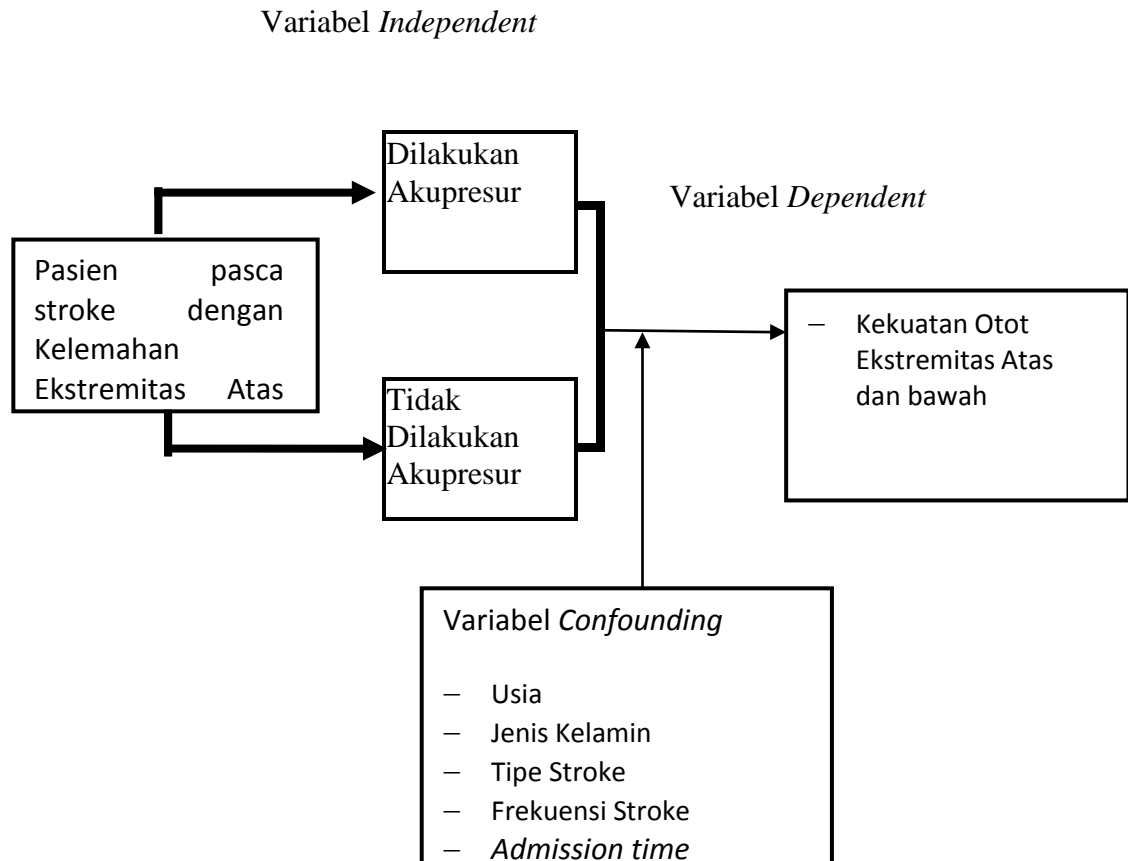 Variabel Independent
Dilakukan
Akupresur
Variabel Dependent
Pasien pasca
stroke dengan
Kelemahan
Ekstremitas Atas
– Kekuatan Otot
Ekstremitas Atas
dan bawah
Tidak
Dilakukan
Akupresur
Variabel Confounding
– Usia
– Jenis Kelamin
– Tipe Stroke
– Frekuensi Stroke
– Admission time